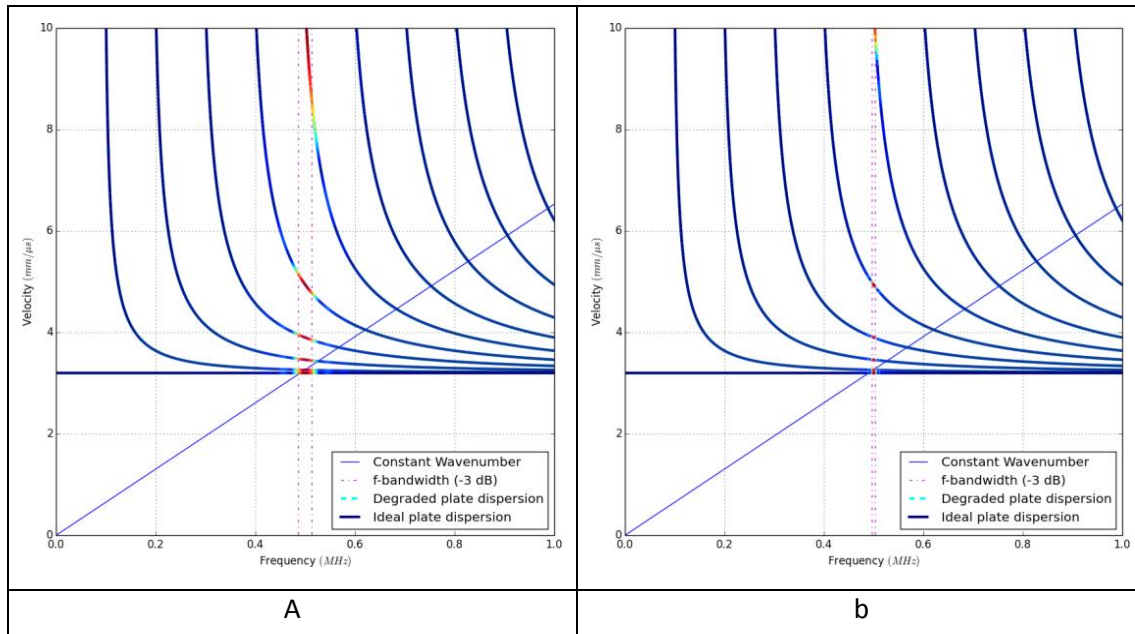 10
8
6
4
2
0
Velocity (mm/μs)
0.0 0.2 0.4 0.6 0.8 1.0
Frequency (MHz)
Constant Wavenumber
f-bandwidth (-3 dB)
Degraded plate dispersion
Ideal plate dispersion
10
8
6
4
2
0
Velocity (mm/μs)
0.0 0.2 0.4 0.6 0.8 1.0
Frequency (MHz)
Constant Wavenumber
f-bandwidth (-3 dB)
Degraded plate dispersion
Ideal plate dispersion
A b